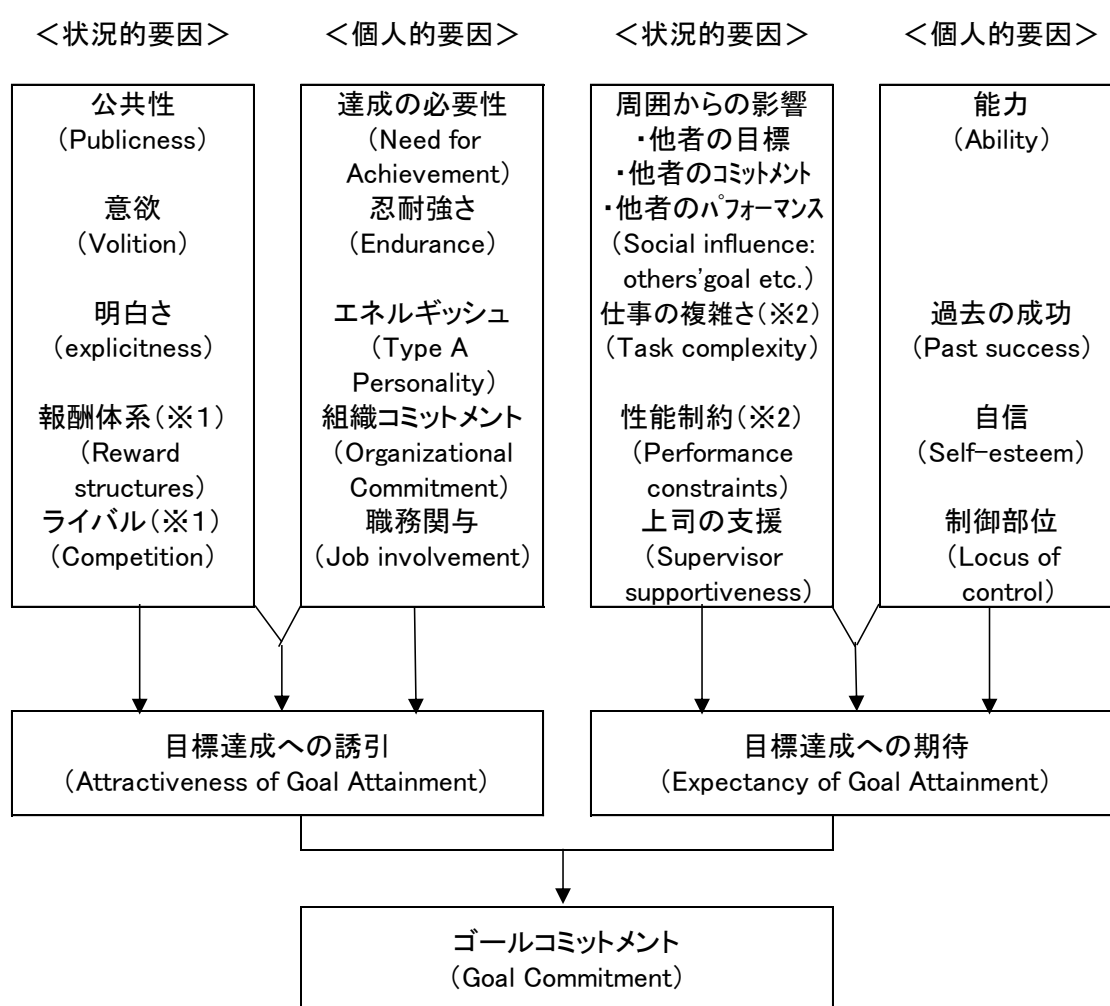 ＜状況的要因＞
＜個人的要因＞
＜状況的要因＞
＜個人的要因＞
公共性
（Publicness）
意欲
（Volition）
明白さ
（explicitness）
報酬体系（※1）
（Reward
structures）
ライバル（※1）
（Competition）
達成の必要性
（Need for
Achievement）
忍耐強さ
（Endurance）
エネルギッシュ
（Type A
Personality）
組織コミットメント
（Organizational
Commitment）
職務関与
（Job involvement）
周囲からの影響
・他者の目標
・他者のｺﾐｯﾄﾒﾝﾄ
・他者のﾊﾟﾌｫｰﾏﾝｽ
（Social influence:
others'goal etc.）
仕事の複雑さ（※2）
（Task complexity）
性能制約（※2）
（Performance
constraints）
上司の支援
（Supervisor
supportiveness）
能力
（Ability）
過去の成功
（Past success）
自信
（Self-esteem）
制御部位
（Locus of
control）
目標達成への誘引
（Attractiveness of Goal Attainment）
目標達成への期待
（Expectancy of Goal Attainment）
ゴールコミットメント
（Goal Commitment）